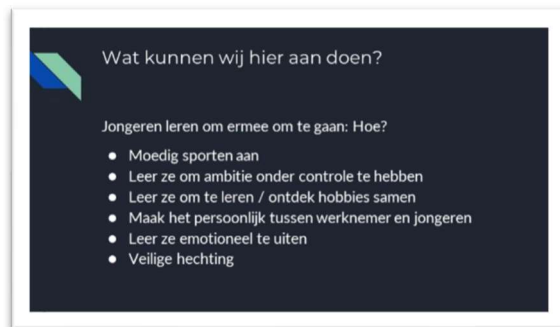 Wat kunnen wij hier aan doen?
Jongeren leren om ermee om te gaan: Hoe?
● Moedig sporten aan
● Leer ze om ambitie onder controle te hebben
● Leer ze om te leren / ontdek hobbies samen
● Maak het persoonlijk tussen werknemer en jongeren
● Leer ze emotioneel te uiten
● Veilige hechting